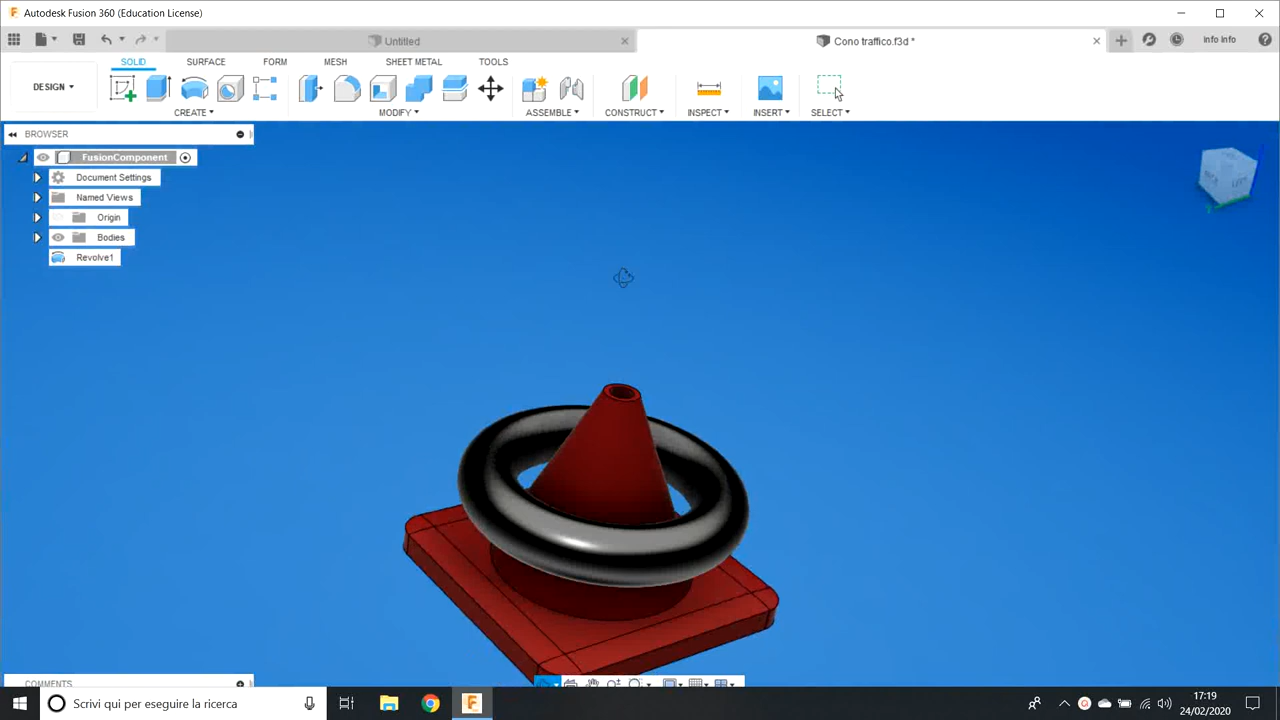 Autodesk Fusion 360 (Education License)
Untitled
Cono traffico.f3d *
Info Info
SOLID SURFACE FORM MESH SHEET METAL TOOLS
DESIGN
CREATE MODIFY ASSEMBLE CONSTRUCT INSPECT INSERT SELECT
BROWSER
FusionComponent
Document Settings
Named Views
Origin
Bodies
Revolve1
COMMENTS
Scrivi qui per eseguire la ricerca
17:19
24/02/2020